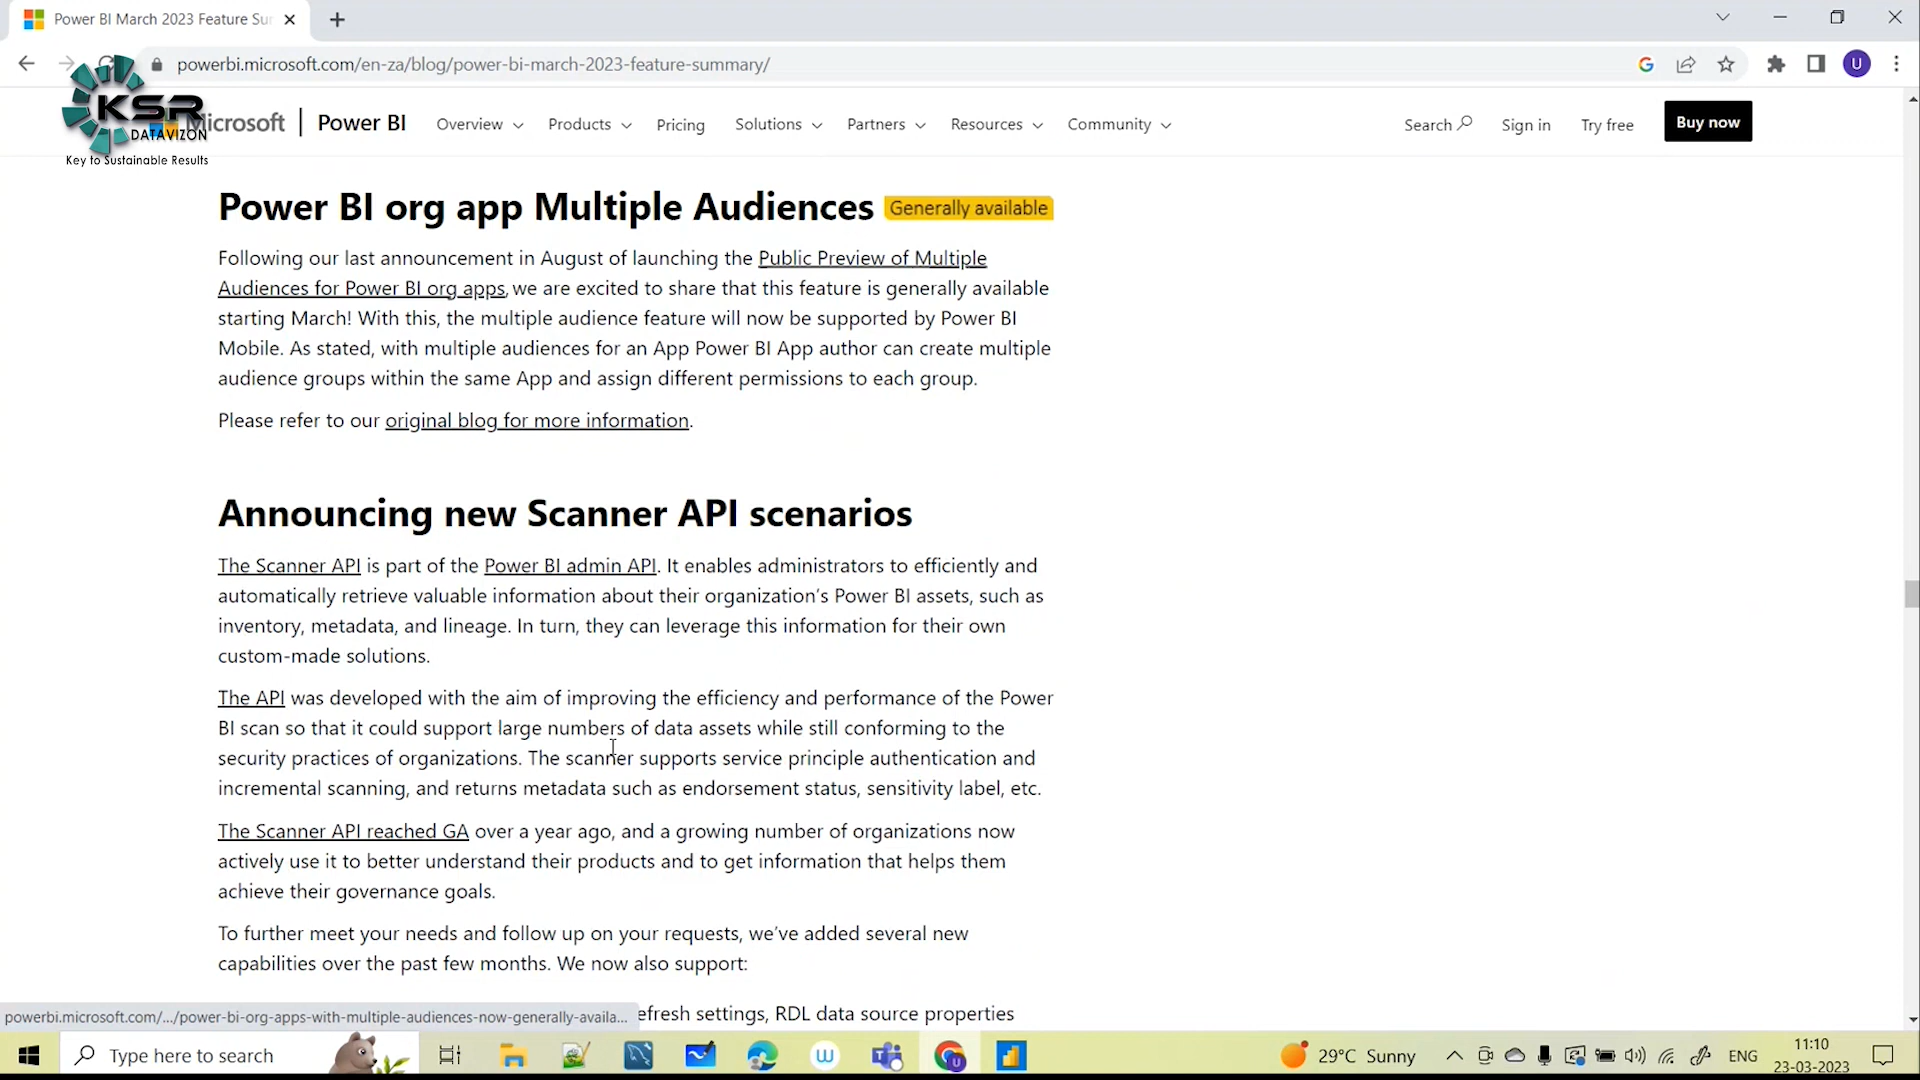 Power BI March 2023 Feature Su
powerbi.microsoft.com/en-za/blog/power-bi-march-2023-feature-summary/
U
KSR
DATAVIZON
Key to Sustainable Results
Microsoft
Power BI
Overview
Products
Pricing
Solutions
Partners
Resources
Community
Search
Sign in
Try free
Buy now
Power BI org app Multiple Audiences Generally available
Following our last announcement in August of launching the Public Preview of Multiple
Audiences for Power BI org apps, we are excited to share that this feature is generally available
starting March! With this, the multiple audience feature will now be supported by Power BI
Mobile. As stated, with multiple audiences for an App Power BI App author can create multiple
audience groups within the same App and assign different permissions to each group.
Please refer to our original blog for more information.
Announcing new Scanner API scenarios
The Scanner API is part of the Power BI admin API. It enables administrators to efficiently and
automatically retrieve valuable information about their organization's Power BI assets, such as
inventory, metadata, and lineage. In turn, they can leverage this information for their own
custom-made solutions.
The API was developed with the aim of improving the efficiency and performance of the Power
BI scan so that it could support large numbers of data assets while still conforming to the
security practices of organizations. The scanner supports service principle authentication and
incremental scanning, and returns metadata such as endorsement status, sensitivity label, etc.
The Scanner API reached GA over a year ago, and a growing number of organizations now
actively use it to better understand their products and to get information that helps them
achieve their governance goals.
To further meet your needs and follow up on your requests, we've added several new
capabilities over the past few months. We now also support:
efresh settings, RDL data source properties
powerbi.microsoft.com/.../power-bi-org-apps-with-multiple-audiences-now-generally-availa...
Type here to search
29°C Sunny
ENG
11:10
23-03-2023